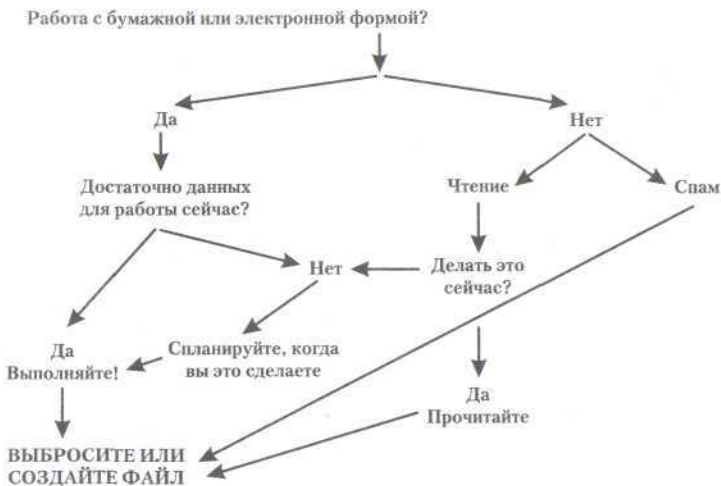 Работа с бумажной или электронной формой?
Да
Нет
Достаточно данных
для работы сейчас?
Чтение
Спам
Нет
Делать это
сейчас?
Да
Выполняйте!
Спланируйте, когда
вы это сделаете
Да
Прочитайте
ВЫБРОСИТЕ ИЛИ
СОЗДАЙТЕ ФАЙЛ